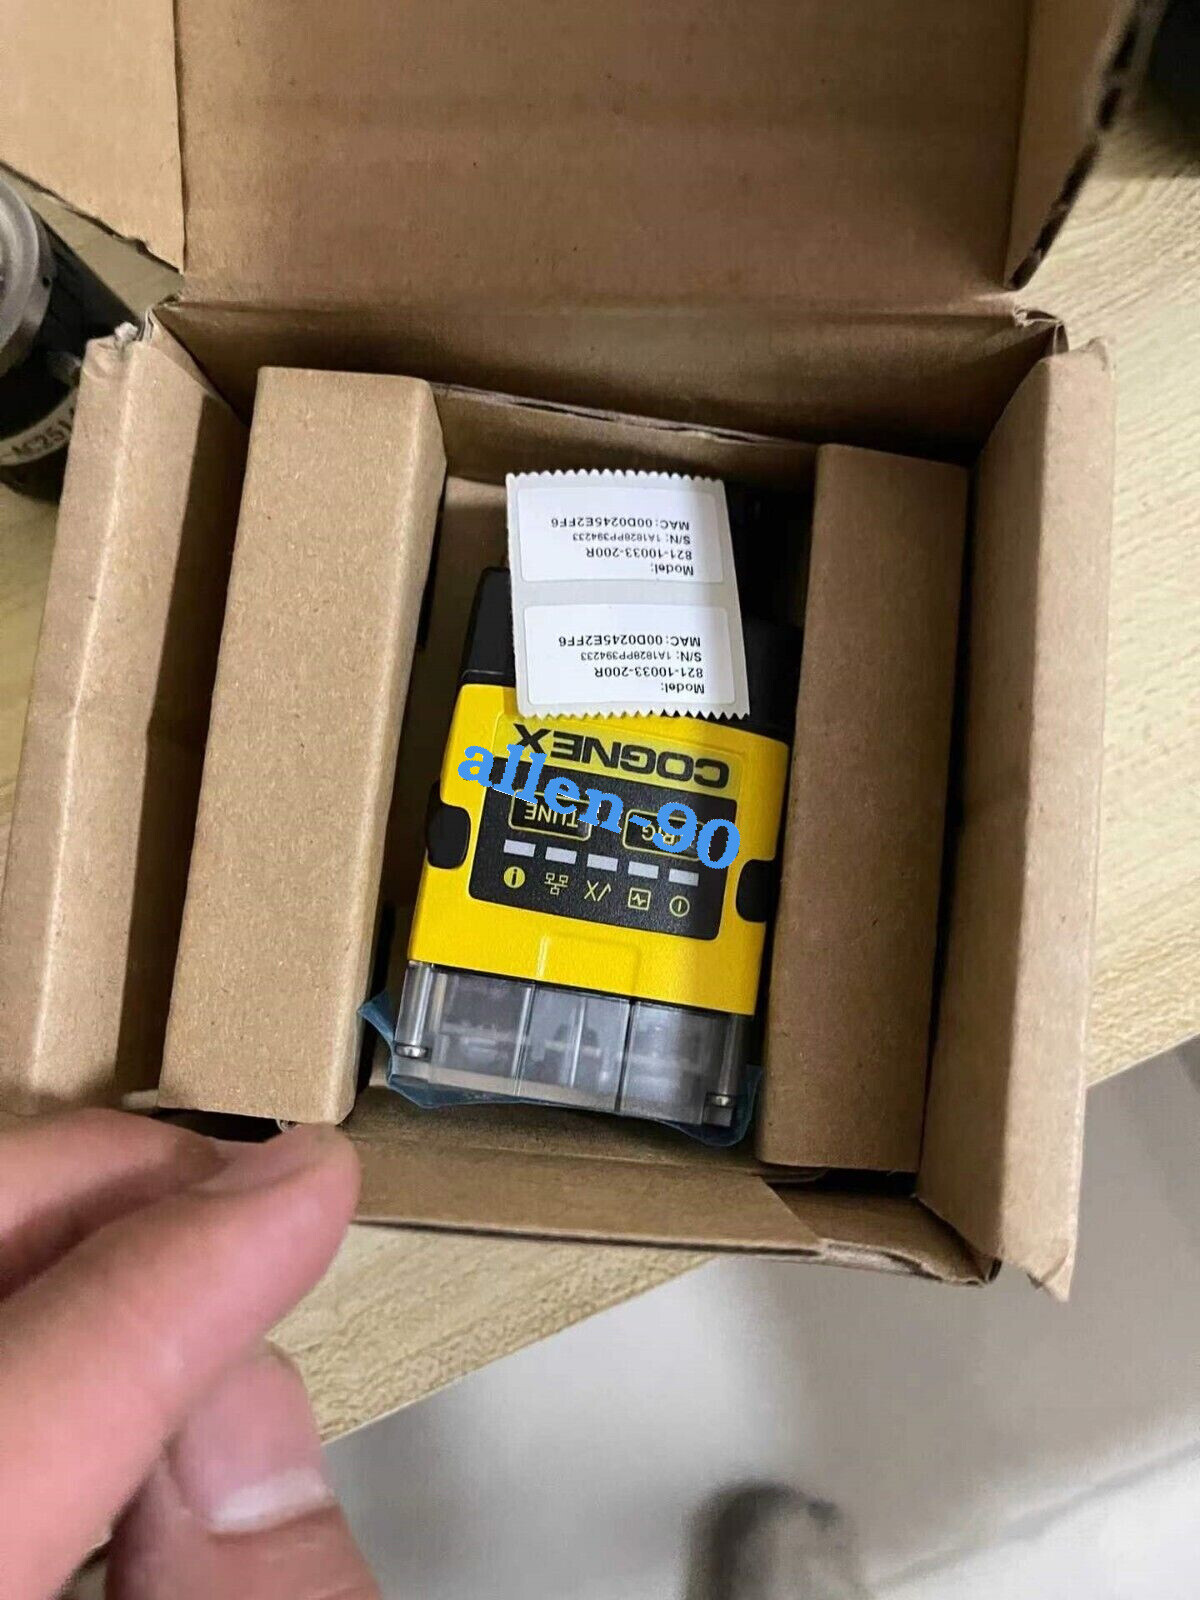 Model:
821-10033-200R
S/N: 1A1828PP394233
MAC: 00D0245E2FF6
Model:
821-10033-200R
S/N: 1A1828PP394233
MAC: 00D0245E2FF6
COGNEX
TUNE
allen-90